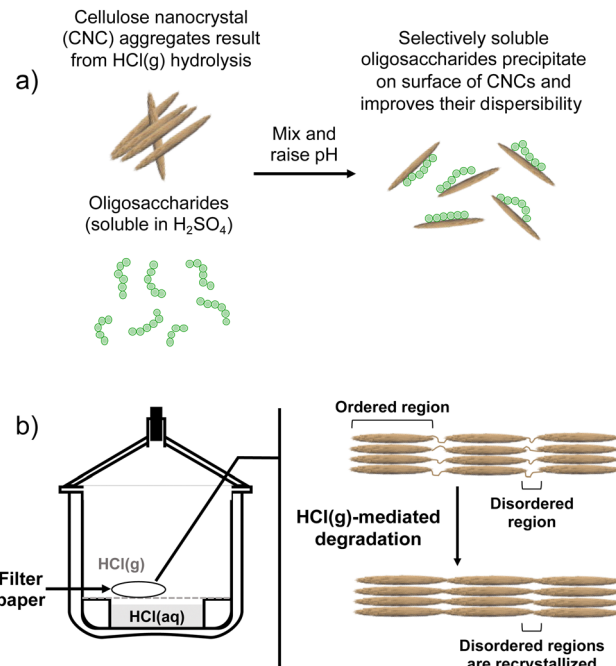 Cellulose nanocrystal
(CNC) aggregates result
from HCl(g) hydrolysis
a)
Oligosaccharides
(soluble in H₂SO₄)
Mix and
raise pH
Selectively soluble
oligosaccharides precipitate
on surface of CNCs and
improves their dispersibility
b)
HCl(g)
Filter
paper
HCl(aq)
Ordered region
Disordered
region
HCl(g)-mediated
degradation
Disordered regions
are recrystallized